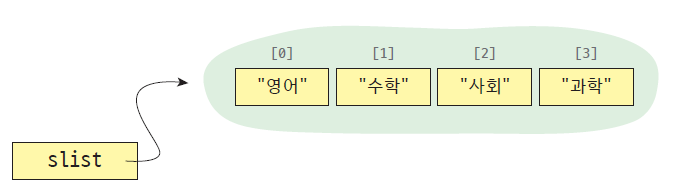 [0] [1] [2] [3]
"영어" "수학" "사회" "과학"
slist